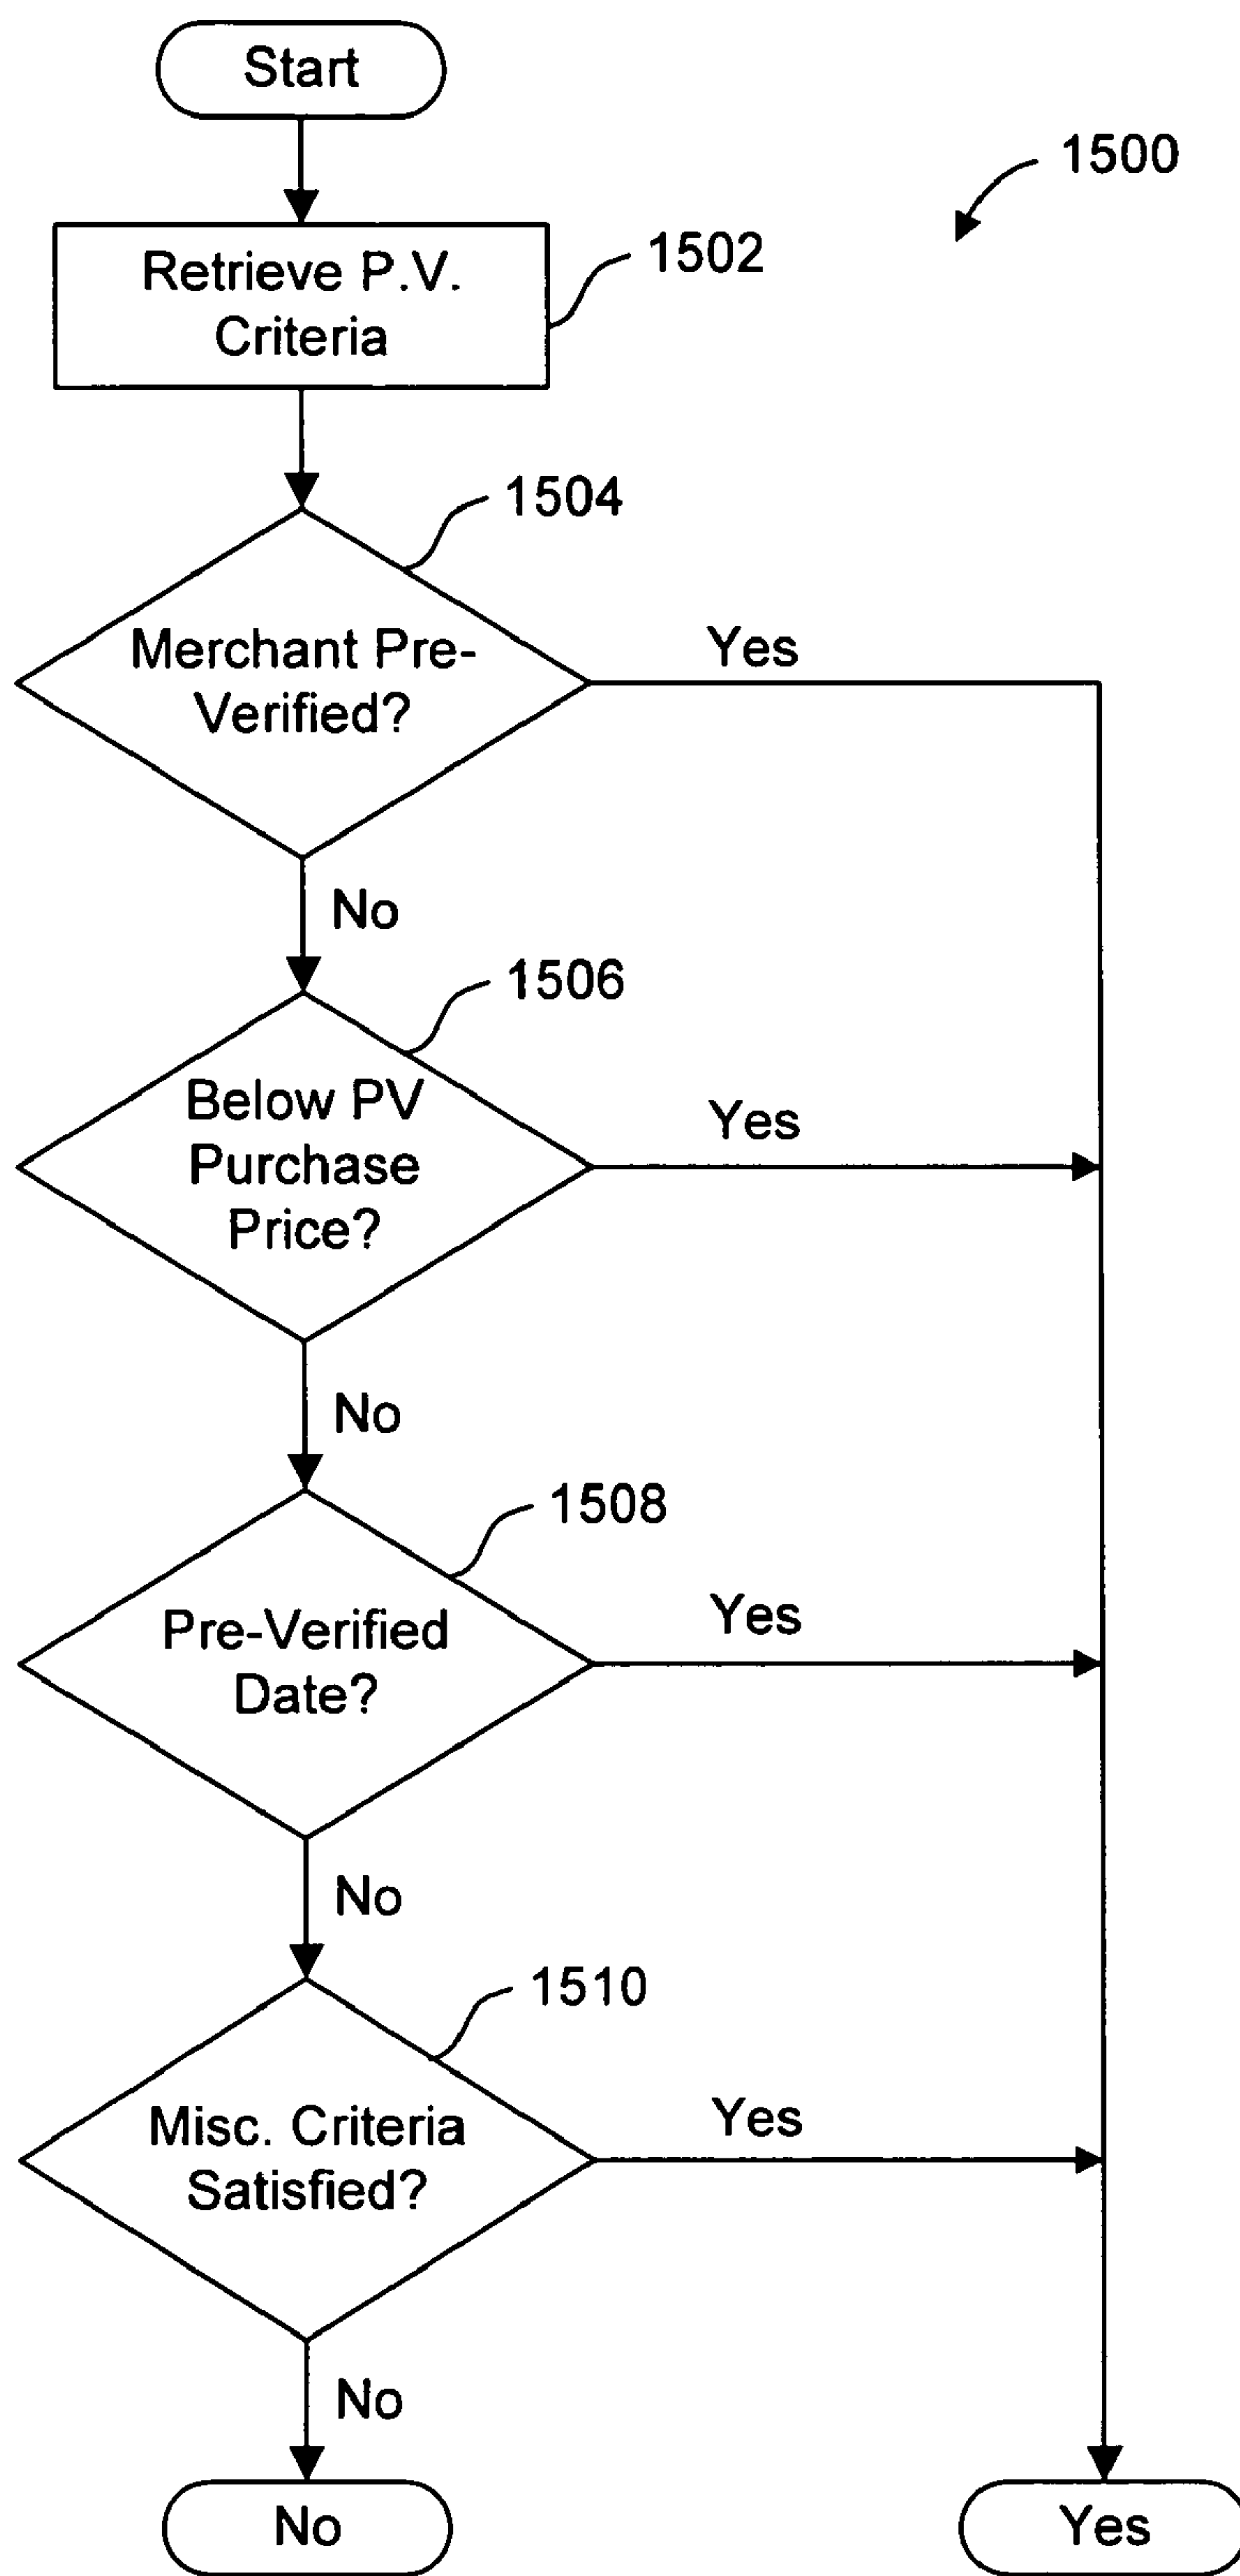 Start
1500
1502
Retrieve P.V.
Criteria
1504
Merchant Pre-
Verified?
Yes
No
1506
Below PV
Purchase
Price?
Yes
No
1508
Pre-Verified
Date?
Yes
No
1510
Misc. Criteria
Satisfied?
Yes
No
No
Yes